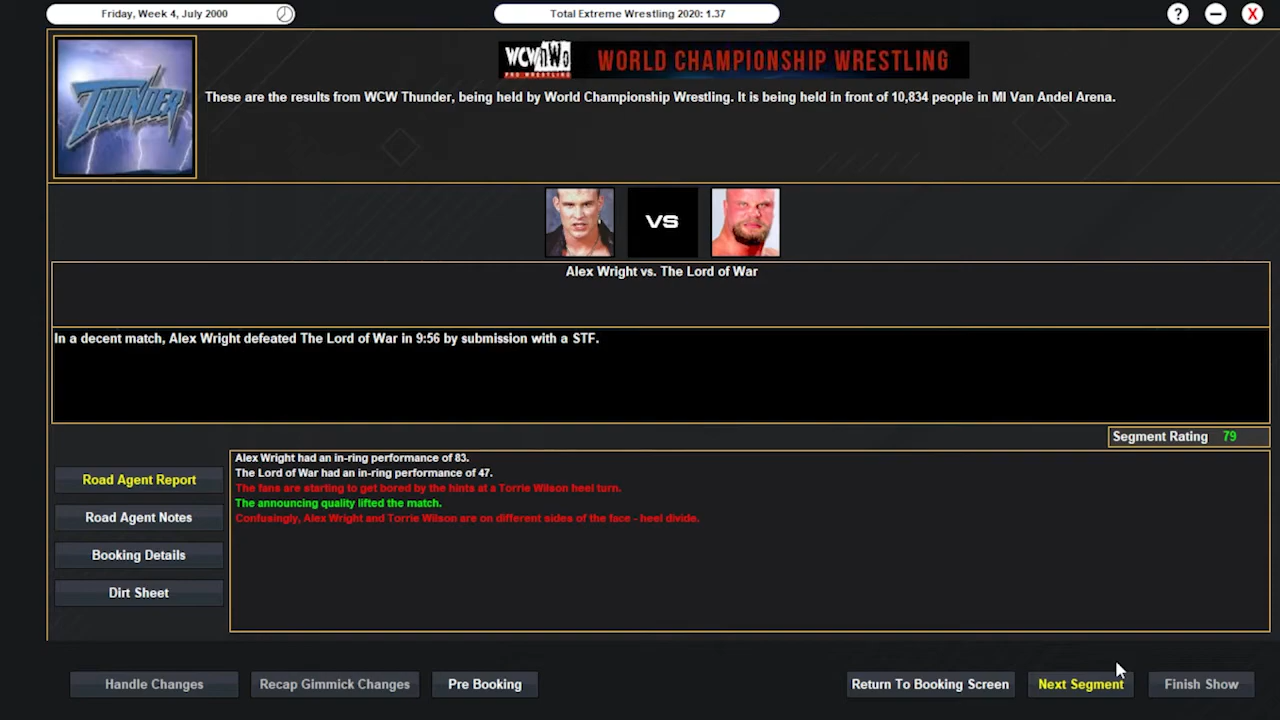 Friday, Week 4, July 2000
Total Extreme Wrestling 2020: 1.37
?
X
THUNDER
WCW
PRO WRESTLING
WORLD CHAMPIONSHIP WRESTLING
These are the results from WCW Thunder, being held by World Championship Wrestling. It is being held in front of 10,834 people in MI Van Andel Arena.
VS
Alex Wright vs. The Lord of War
In a decent match, Alex Wright defeated The Lord of War in 9:56 by submission with a STF.
Segment Rating 79
Road Agent Report
Road Agent Notes
Booking Details
Dirt Sheet
Alex Wright had an in-ring performance of 83.
The Lord of War had an in-ring performance of 47.
The fans are starting to get bored by the hints at a Torrie Wilson heel turn.
The announcing quality lifted the match.
Confusingly, Alex Wright and Torrie Wilson are on different sides of the face - heel divide.
Handle Changes
Recap Gimmick Changes
Pre Booking
Return To Booking Screen
Next Segment
Finish Show